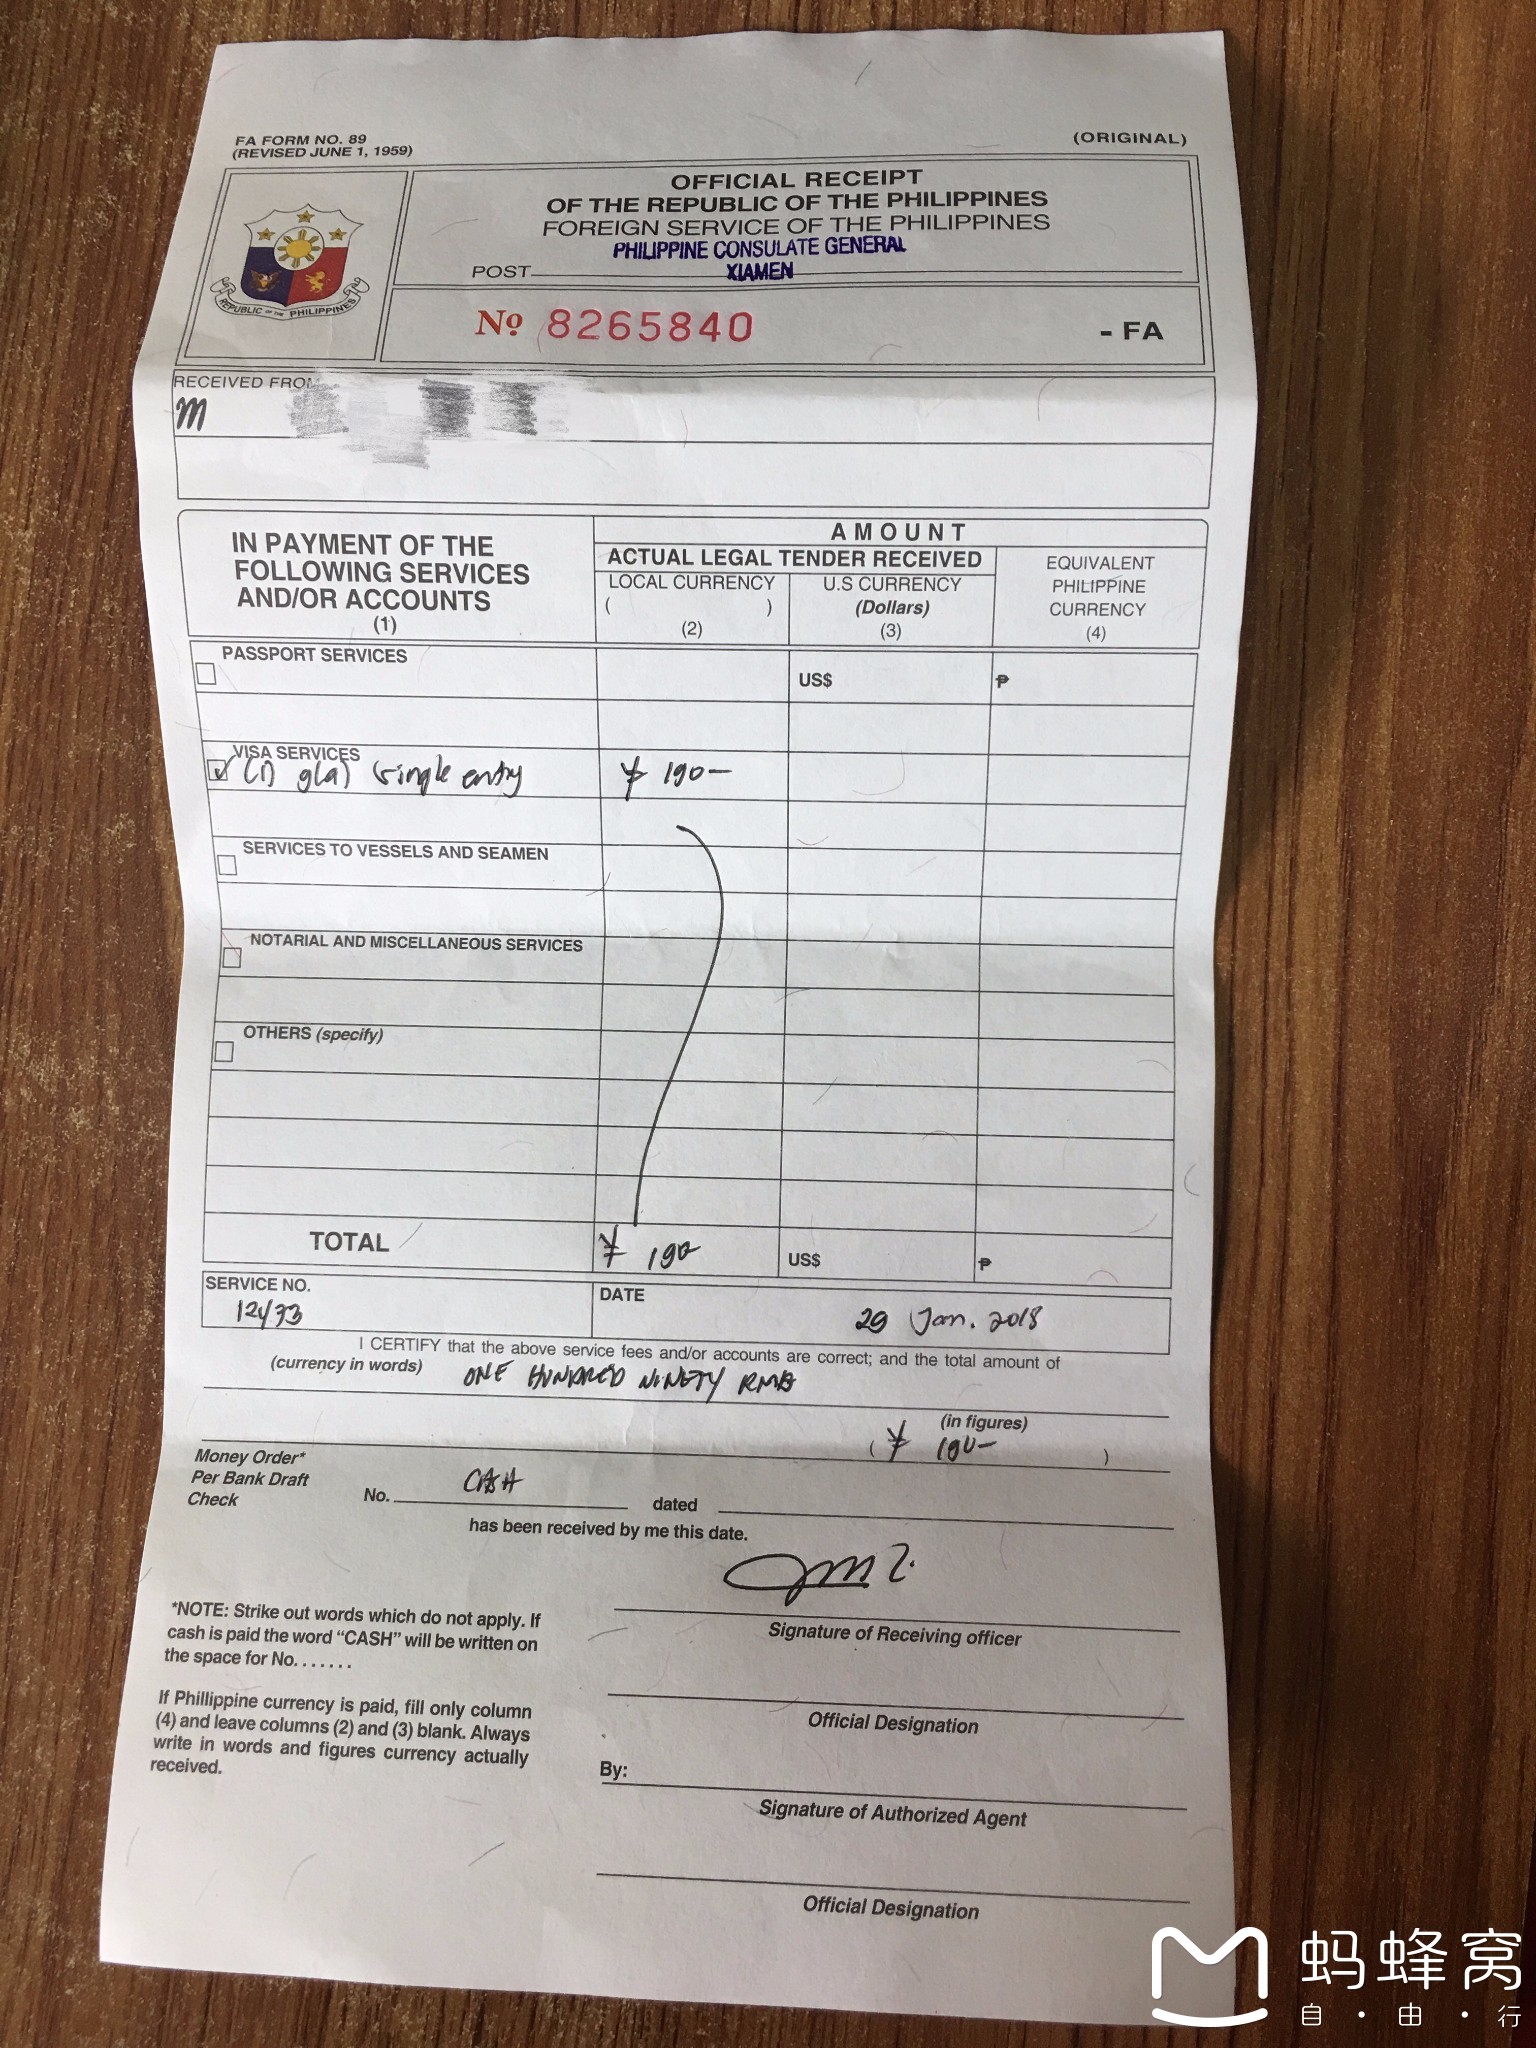 FA FORM NO. 89
(REVISED JUNE 1, 1959)
(ORIGINAL)
REPUBLIC OF THE PHILIPPINES
OFFICIAL RECEIPT
OF THE REPUBLIC OF THE PHILIPPINES
FOREIGN SERVICE OF THE PHILIPPINES
PHILIPPINE CONSULATE GENERAL
POST XIAMEN
No 8265840 - FA
RECEIVED FROM
M
IN PAYMENT OF THE
FOLLOWING SERVICES
AND/OR ACCOUNTS
(1)
AMOUNT
ACTUAL LEGAL TENDER RECEIVED
LOCAL CURRENCY
( )
(2)
U.S CURRENCY
(Dollars)
(3)
EQUIVALENT
PHILIPPINE
CURRENCY
(4)
PASSPORT SERVICES
US$ ₱
VISA SERVICES
(1) 9(a) single entry ¥ 190-
SERVICES TO VESSELS AND SEAMEN
NOTARIAL AND MISCELLANEOUS SERVICES
OTHERS (specify)
TOTAL ¥ 190 US$ ₱
SERVICE NO.
DATE
29 Jan. 2018
I CERTIFY that the above service fees and/or accounts are correct; and the total amount of
(currency in words) ONE HUNDRED NINETY RMB
(in figures)
( ¥ 190- )
Money Order*
Per Bank Draft
Check
No. CASH dated
has been received by me this date.
Signature of Receiving officer
Official Designation
By:
Signature of Authorized Agent
Official Designation
*NOTE: Strike out words which do not apply. If
cash is paid the word “CASH” will be written on
the space for No. . . . . . .
If Phillippine currency is paid, fill only column
(4) and leave columns (2) and (3) blank. Always
write in words and figures currency actually
received.
蚂蜂窝
自·由·行